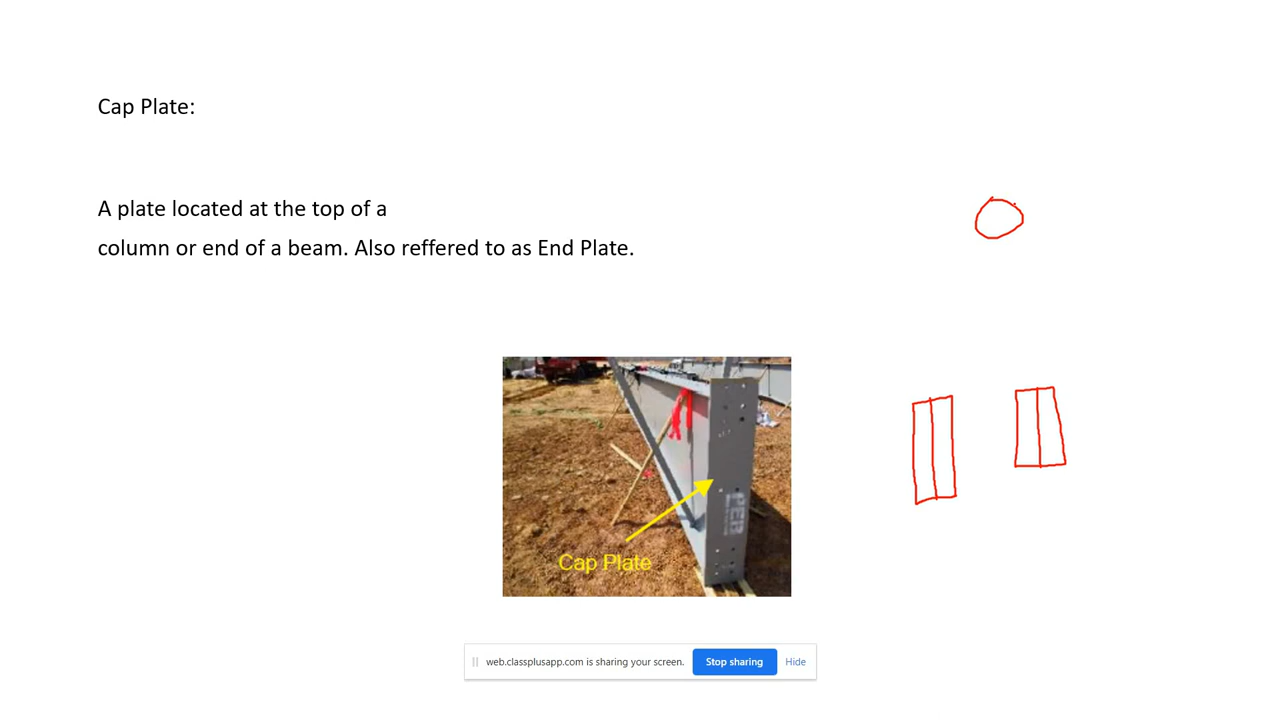 Cap Plate:
A plate located at the top of a
column or end of a beam. Also reffered to as End Plate.
Cap Plate
PEB
web.classplusapp.com is sharing your screen.
Stop sharing
Hide